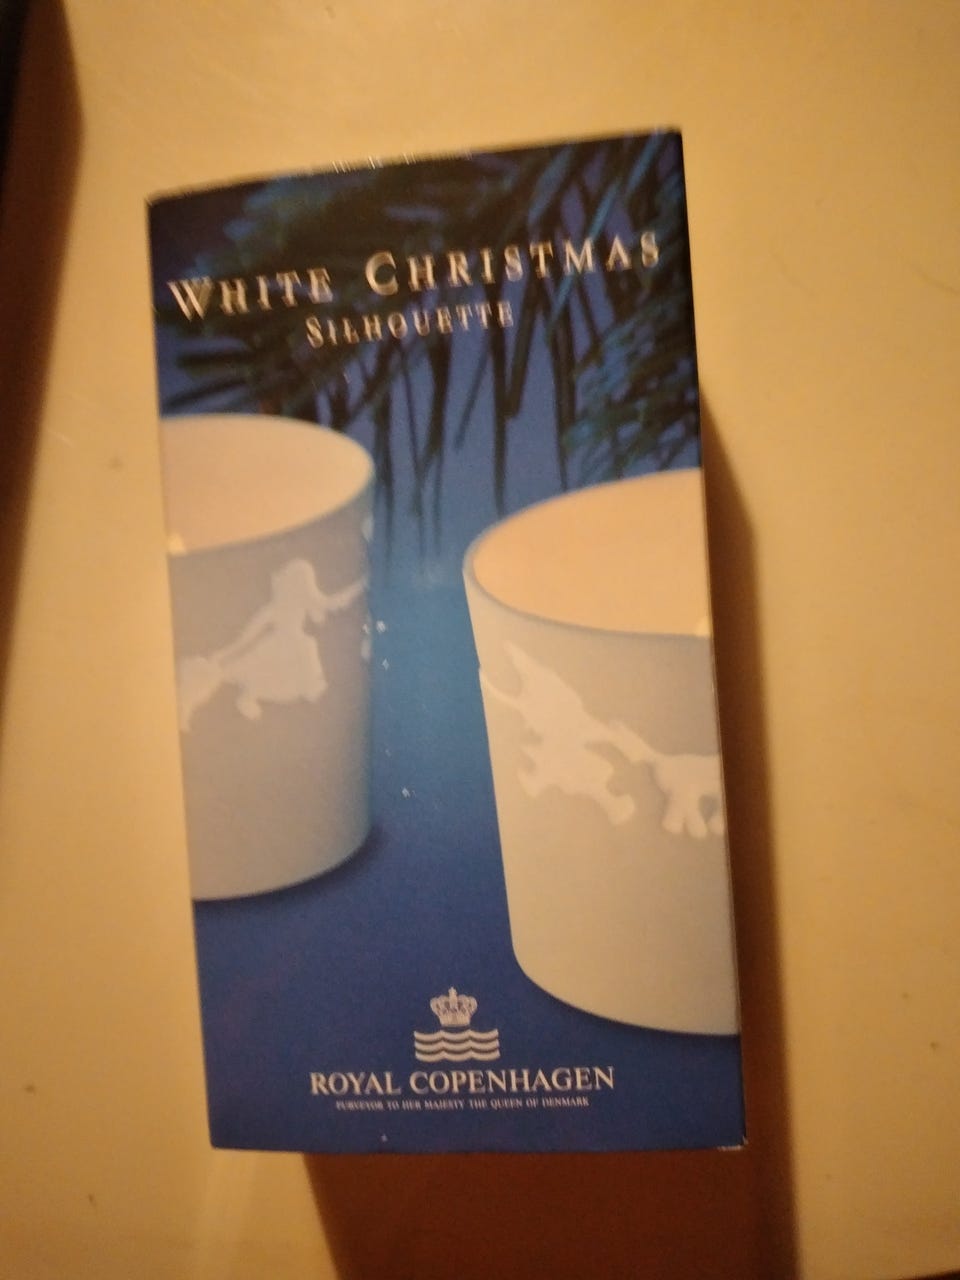 WHITE CHRISTMAS
SILHOUETTE
ROYAL COPENHAGEN
PURVEYOR TO HER MAJESTY THE QUEEN OF DENMARK